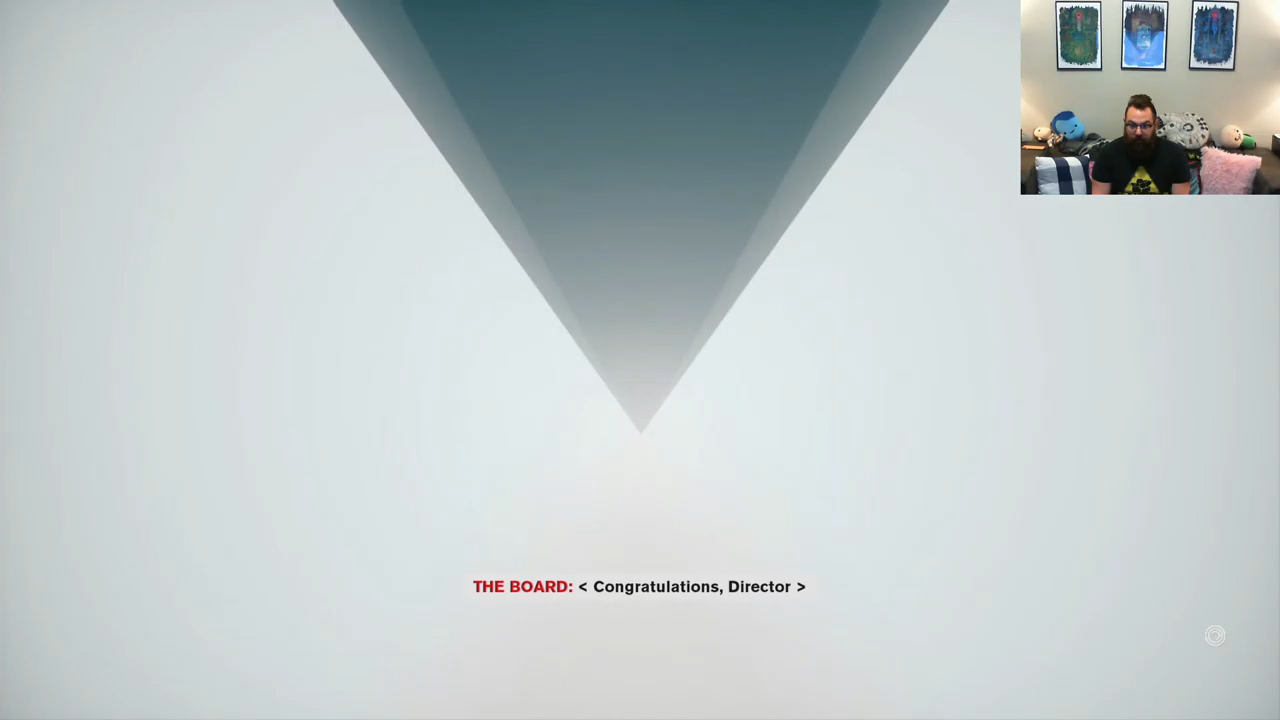 THE BOARD: < Congratulations, Director >